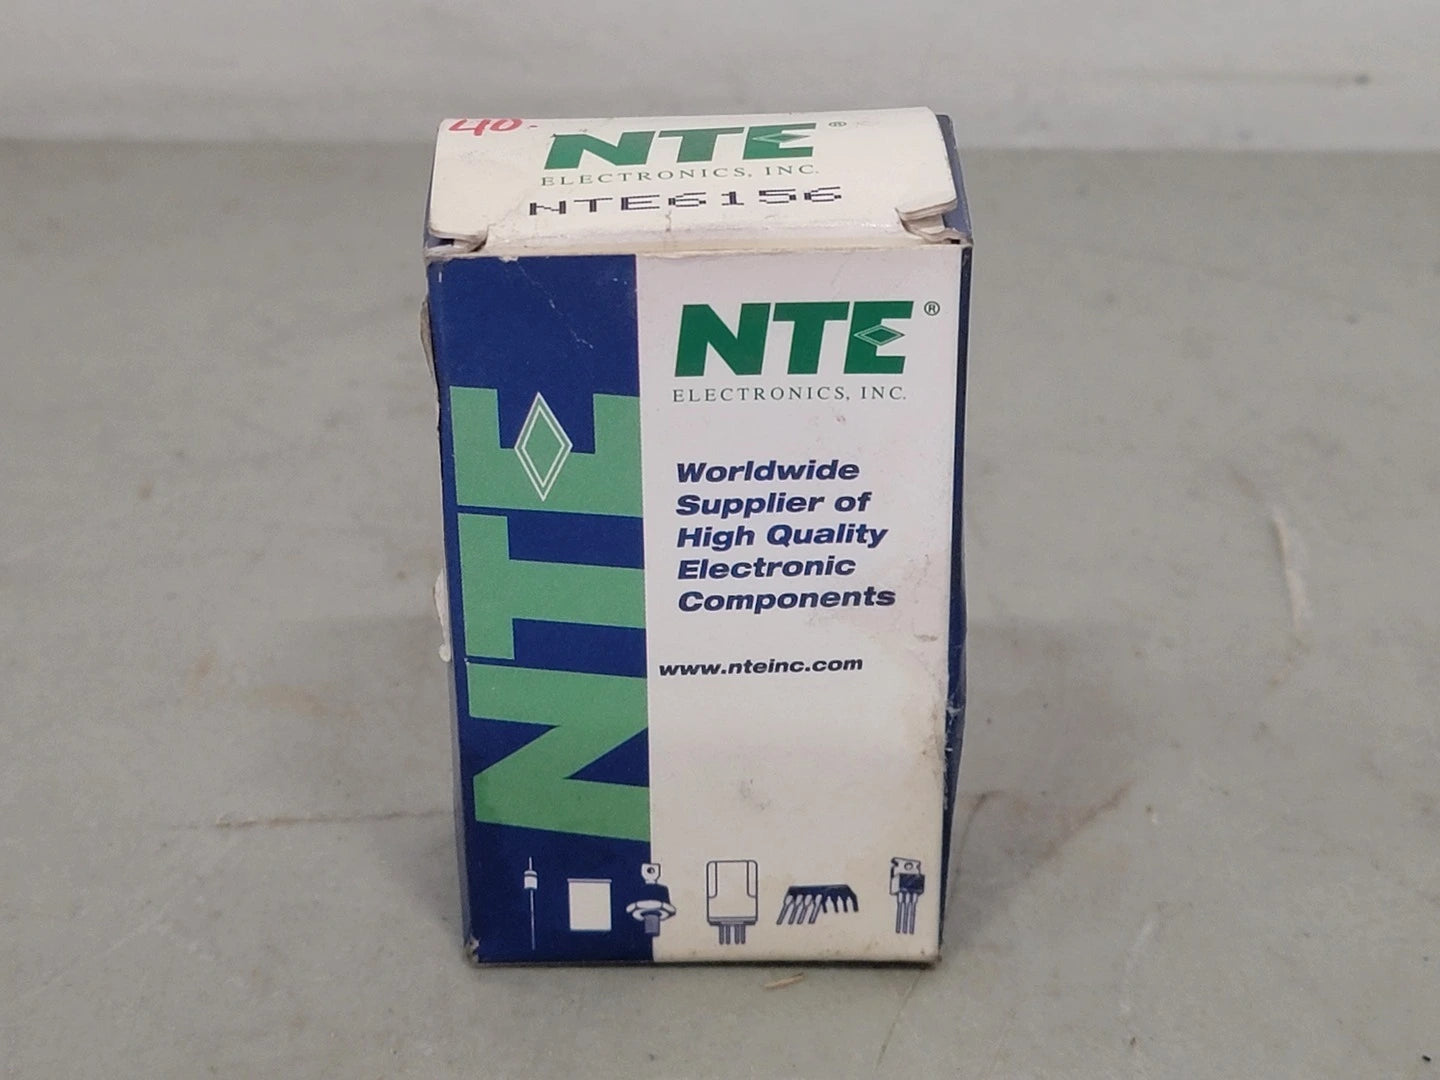 40.
NTE®
ELECTRONICS, INC.
NTE6156
NTE
NTE®
ELECTRONICS, INC.
Worldwide
Supplier of
High Quality
Electronic
Components
www.nteinc.com